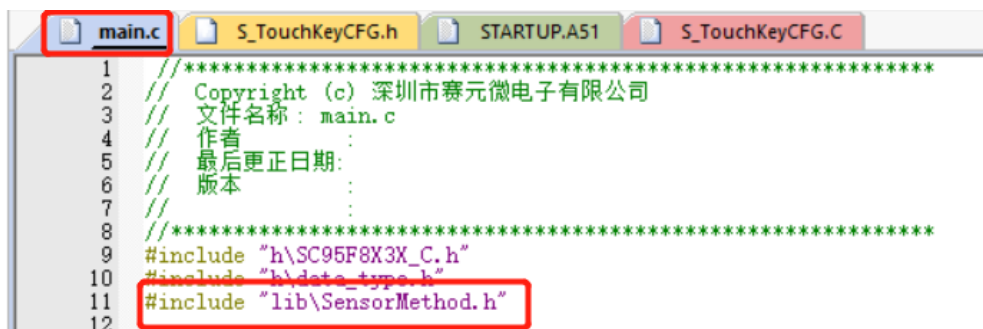 main.c S_TouchKeyCFG.h STARTUP.A51 S_TouchKeyCFG.C
1 //************************************************************
2 // Copyright (c) 深圳市赛元微电子有限公司
3 // 文件名称: main.c
4 // 作者 :
5 // 最后更正日期:
6 // 版本 :
7 // :
8 //*************************************************************
9 #include "h\SC95F8X3X_C.h"
10 #include "h\data_type.h"
11 #include "lib\SensorMethod.h"
12